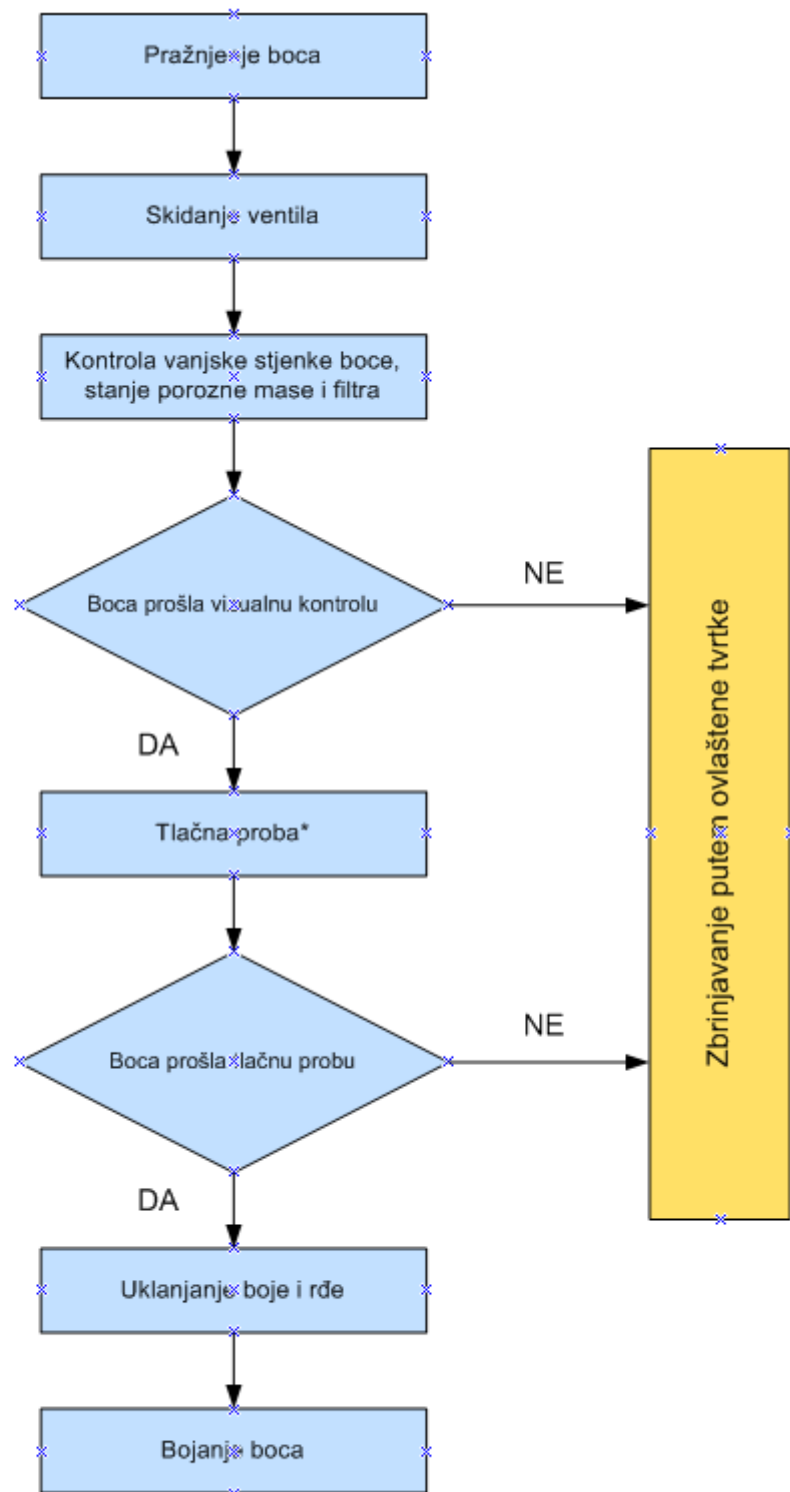 Pražnjenje boca
Skidanje ventila
Kontrola vanjske stjenke boce,
stanje porozne mase i filtra
Boca prošla vizualnu kontrolu
NE
DA
Tlačna proba*
Boca prošla tlačnu probu
NE
DA
Uklanjanje boje i rđe
Bojanje boca
Zbrinjavanje putem ovlaštene tvrtke